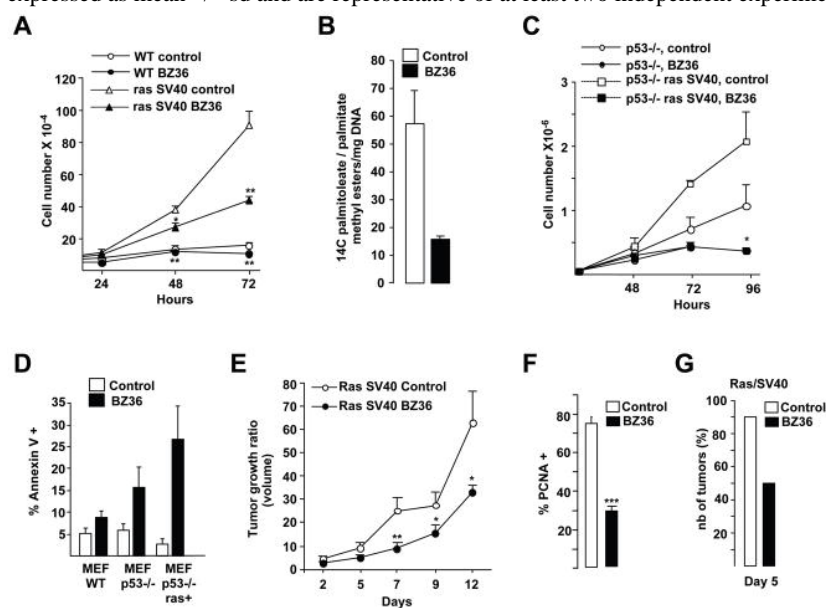 expressed as mean +/- sd and are representative of at least two independent experime
A
WT control
WT BZ36
ras SV40 control
ras SV40 BZ36
Cell number X 10-4
120
100
80
60
40
20
**
*
**
**
24
48
72
Hours
B
Control
BZ36
14C palmitoleate / palmitate
methyl esters/mg DNA
80
70
60
50
40
30
20
10
0
C
p53-/-, control
p53-/-, BZ36
p53-/- ras SV40, control
p53-/- ras SV40, BZ36
Cell number X10-6
3
2
1
0
*
48
72
96
Hours
D
Control
BZ36
% Annexin V +
35
30
25
20
15
10
5
MEF
WT
MEF
p53-/-
MEF
p53-/-
ras+
E
Ras SV40 Control
Ras SV40 BZ36
Tumor growth ratio
(volume)
80
70
60
50
40
30
20
10
0
**
*
*
2
5
7
9
12
Days
F
Control
BZ36
% PCNA +
80
60
40
20
***
G
Ras/SV40
Control
BZ36
nb of tumors (%)
100
80
60
40
20
0
Day 5